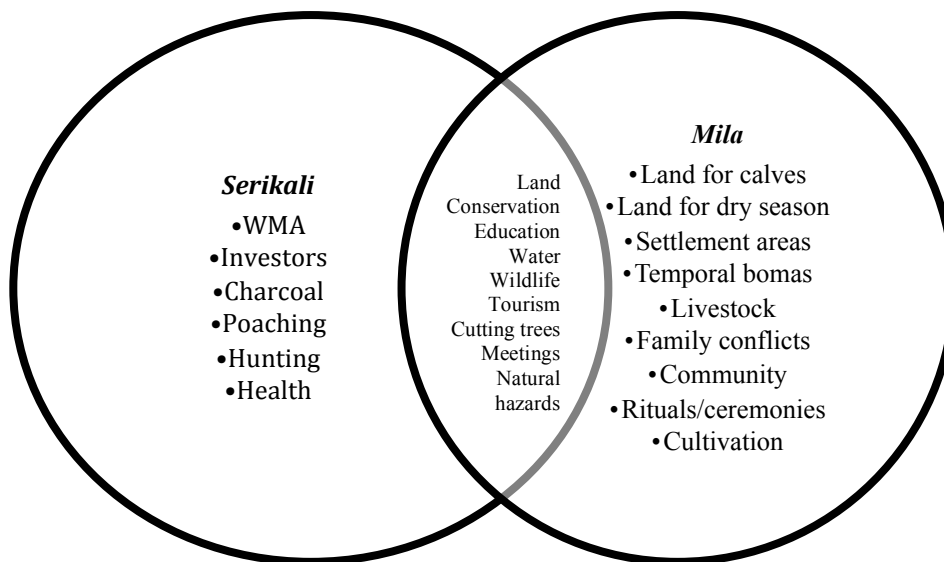 Serikali
•WMA
•Investors
•Charcoal
•Poaching
•Hunting
•Health
Land
Conservation
Education
Water
Wildlife
Tourism
Cutting trees
Meetings
Natural
hazards
Mila
•Land for calves
•Land for dry season
•Settlement areas
•Temporal bomas
•Livestock
•Family conflicts
•Community
•Rituals/ceremonies
•Cultivation